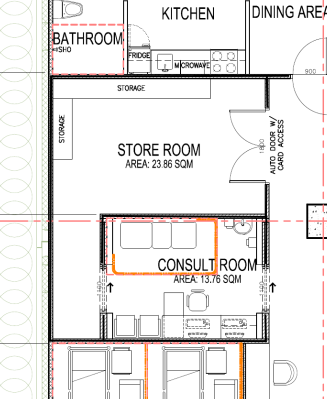 KITCHEN
DINING AREA
BATHROOM
FRIDGE
MICROWAVE
900
STORAGE
STORAGE
STORE ROOM
AREA: 23.86 SQM
1800
AUTO DOOR W/
CARD ACCESS
CONSULT ROOM
AREA: 13.76 SQM